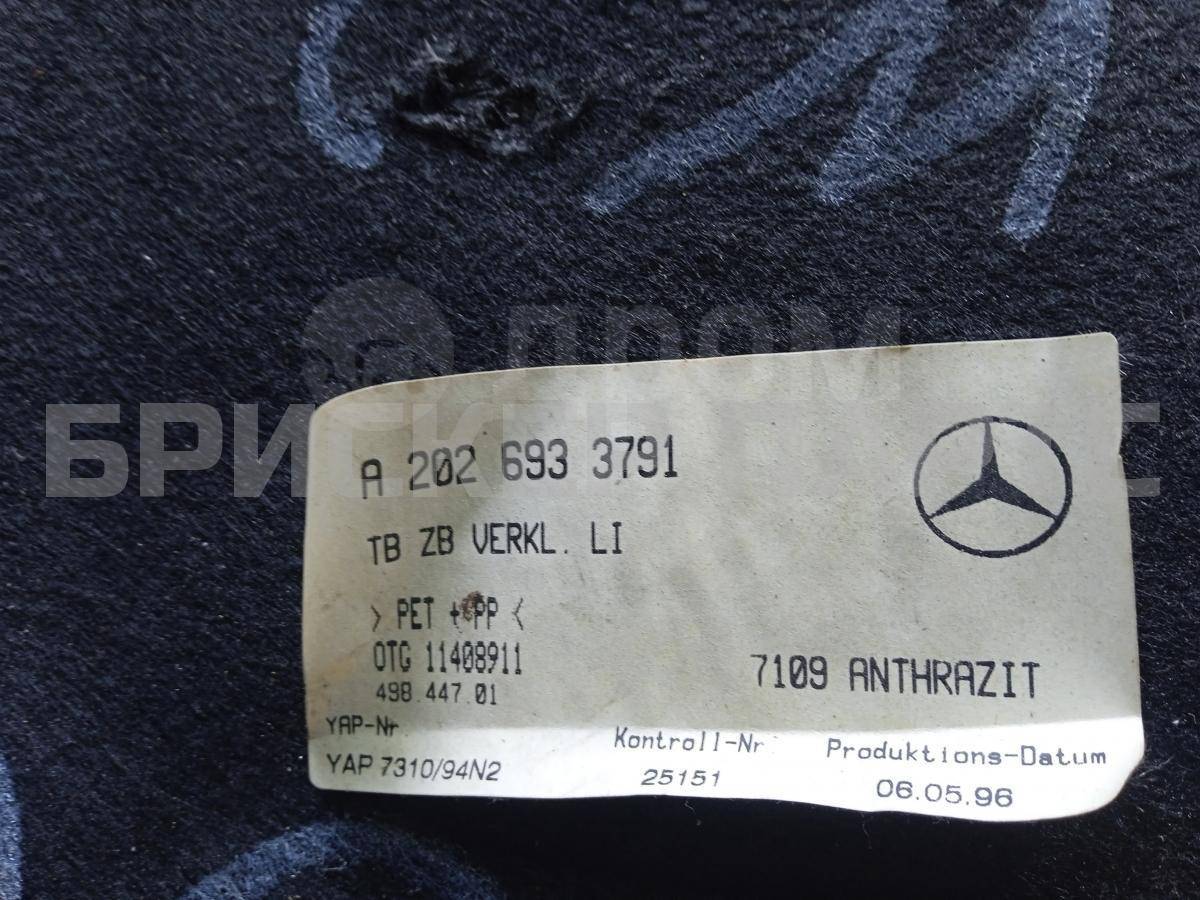 ДРОМ
A 202 693 3791
TB ZB VERKL. LI
> PET + PP <
OTG 11408911
498.447.01
7109 ANTHRAZIT
YAP-Nr
YAP 7310/94N2
Kontroll-Nr
25151
Produktions-Datum
06.05.96